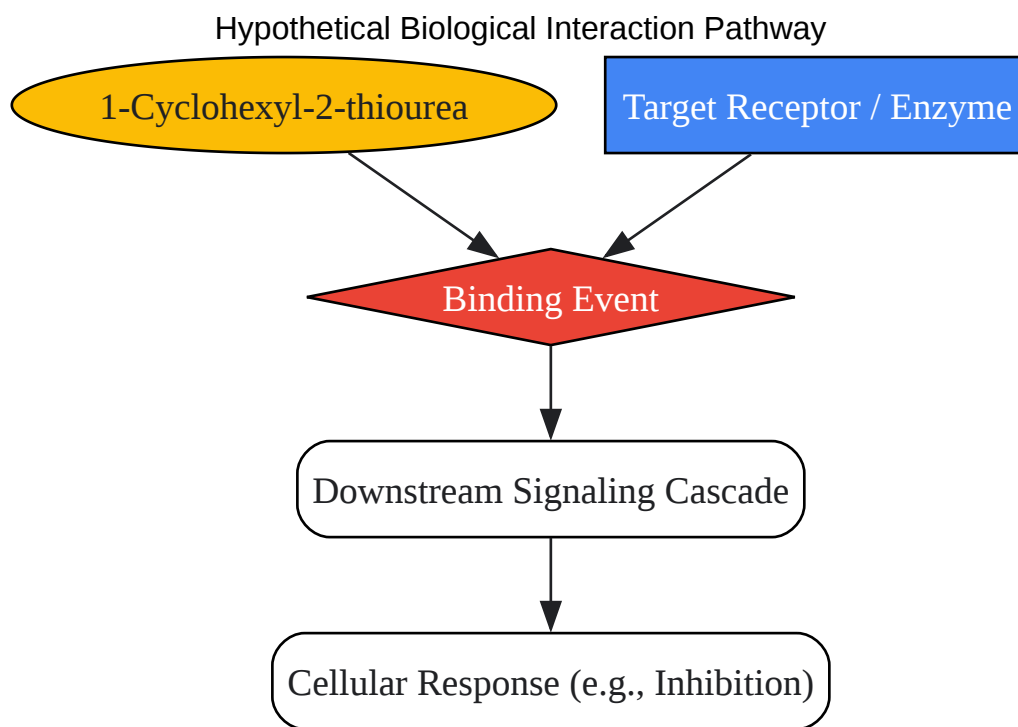 Hypothetical Biological Interaction Pathway
1-Cyclohexyl-2-thiourea
Target Receptor / Enzyme
Binding Event
Downstream Signaling Cascade
Cellular Response (e.g., Inhibition)